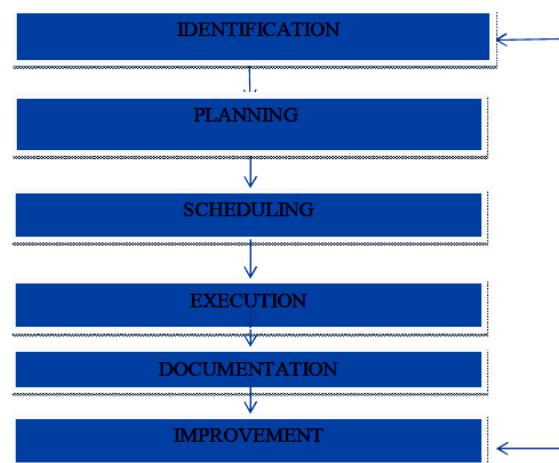 IDENTIFICATION
PLANNING
SCHEDULING
EXECUTION
DOCUMENTATION
IMPROVEMENT